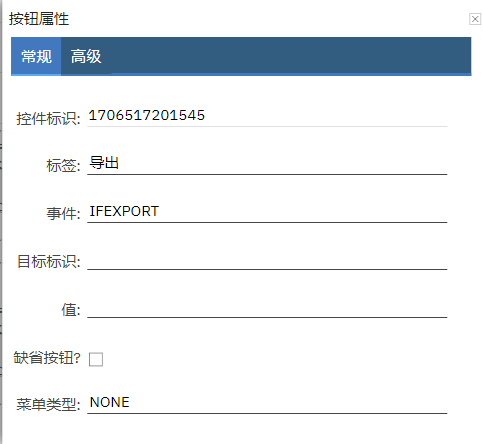 按钮属性
常规 高级
控件标识: 1706517201545
标签: 导出
事件: IFEXPORT
目标标识:
值:
缺省按钮?
菜单类型: NONE